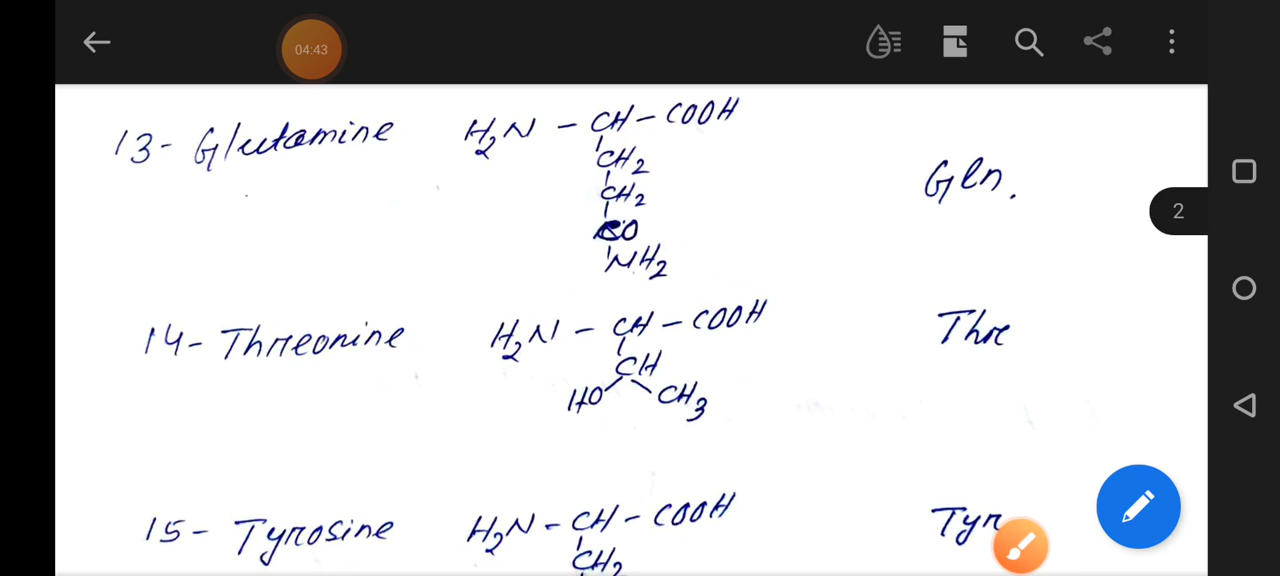 04:43
13- Glutamine H2N - CH - COOH
CH2
CH2
Gln.
CO
NH2
2
14- Threonine H2N - CH - COOH Thre
CH
HO CH3
15- Tyrosine H2N - CH - COOH Tyr
CH2